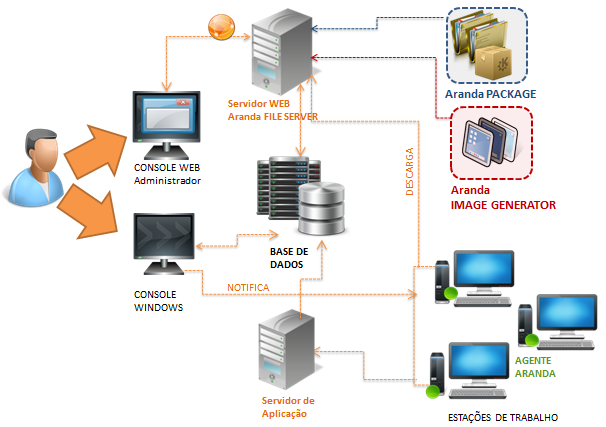 Servidor WEB
Aranda FILE SERVER
Aranda PACKAGE
CONSOLE WEB
Administrador
DESCARGA
Aranda
IMAGE GENERATOR
BASE DE
DADOS
CONSOLE
WINDOWS
NOTIFICA
AGENTE
ARANDA
Servidor de
Aplicação
ESTAÇÕES DE TRABALHO